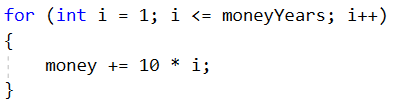 for (int i = 1; i <= moneyYears; i++)
{
    money += 10 * i;
}